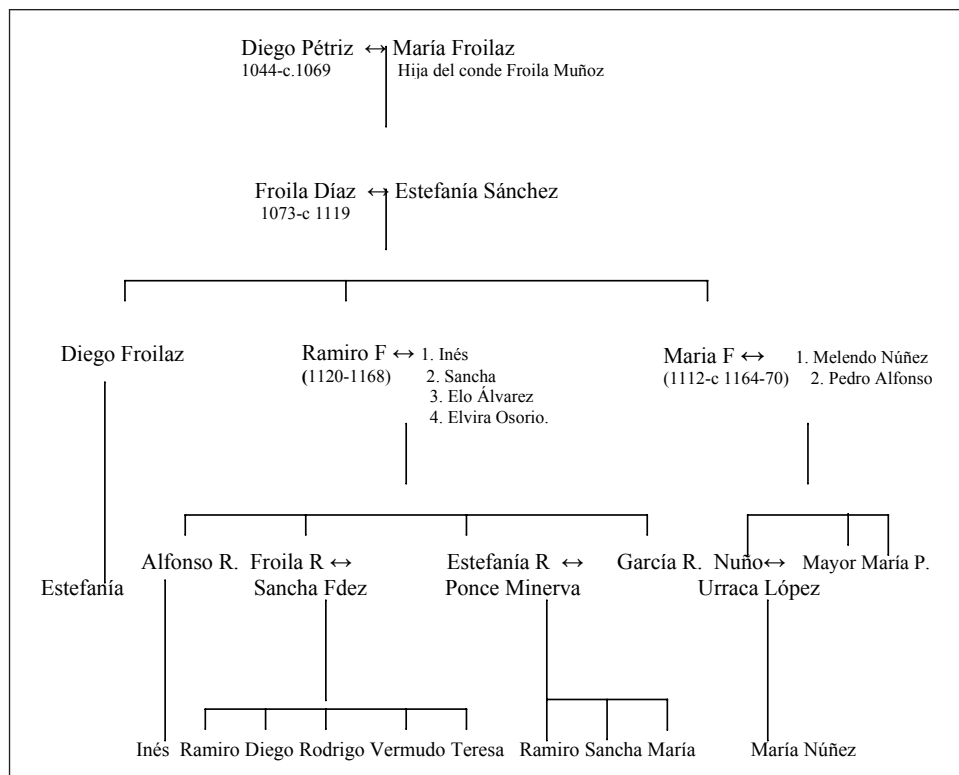 Diego Pétriz ↔ María Froilaz
1044-c.1069 Hija del conde Froila Muñoz
Froila Díaz ↔ Estefanía Sánchez
1073-c 1119
Diego Froilaz Ramiro F ↔ 1. Inés Maria F ↔ 1. Melendo Núñez
(1120-1168) 2. Sancha (1112-c 1164-70) 2. Pedro Alfonso
3. Elo Álvarez
4. Elvira Osorio.
Alfonso R. Froila R ↔ Estefanía R ↔ García R. Nuño↔ Mayor María P.
Estefanía Sancha Fdez Ponce Minerva Urraca López
Inés Ramiro Diego Rodrigo Vermudo Teresa Ramiro Sancha María María Núñez